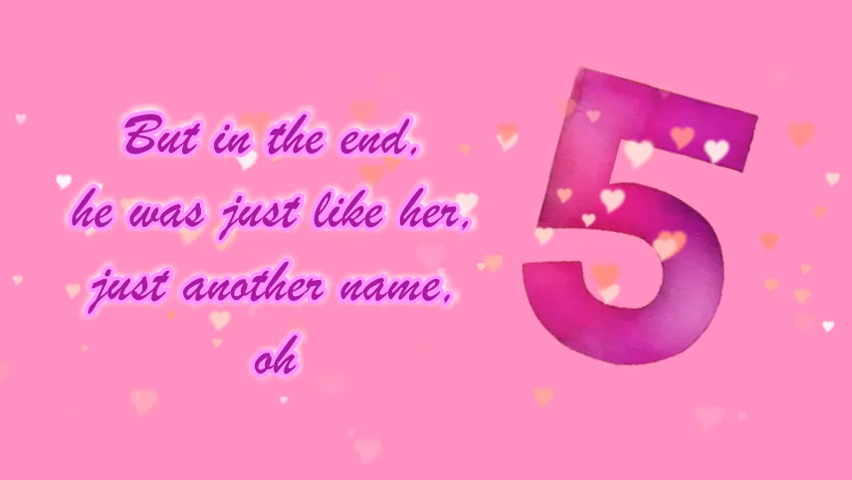 But in the end,
he was just like her,
just another name,
oh
5